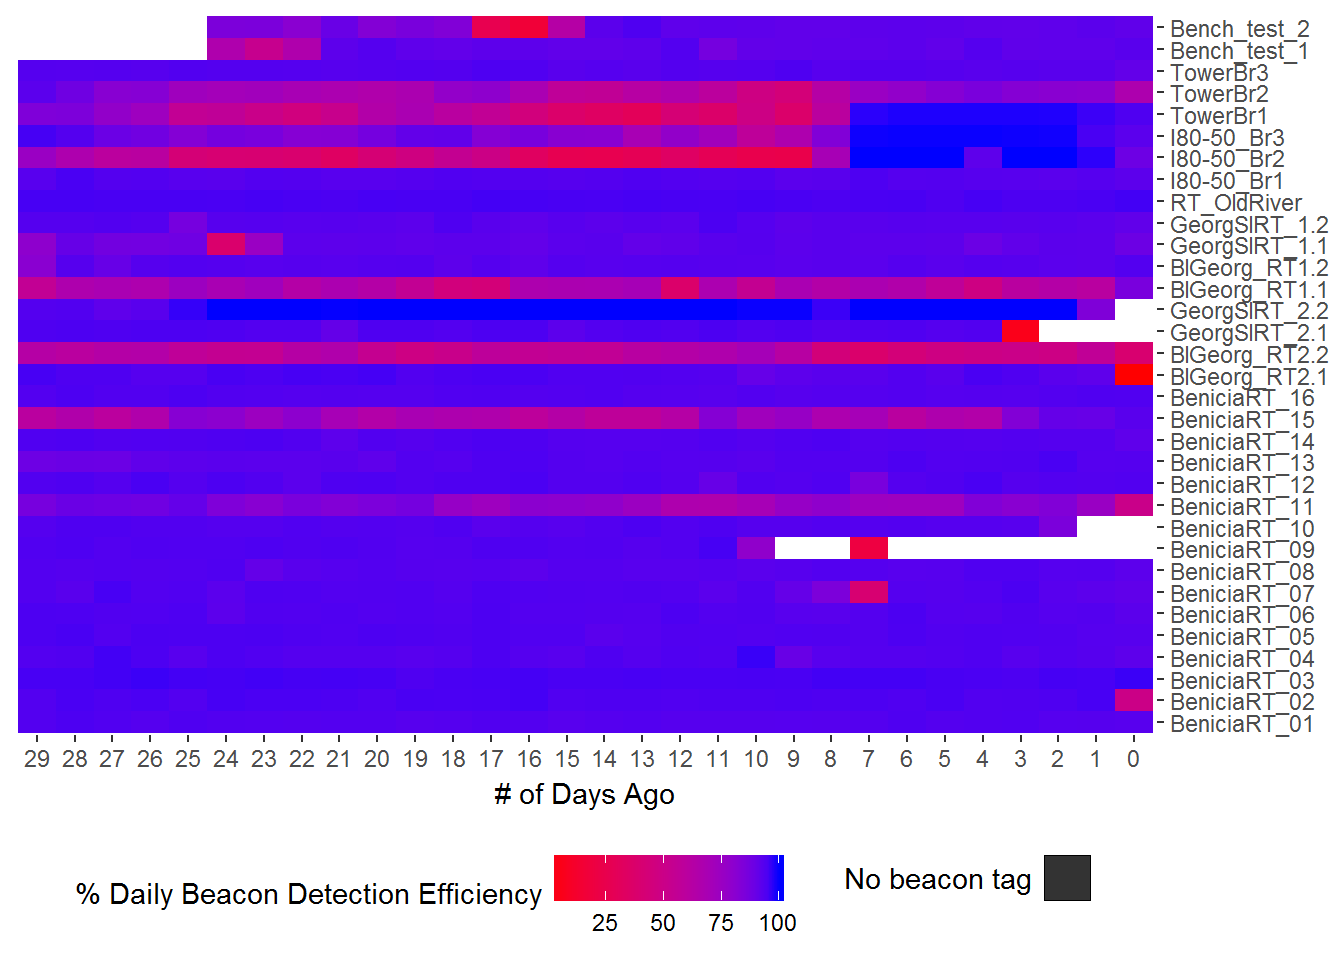 Bench_test_2
Bench_test_1
TowerBr3
TowerBr2
TowerBr1
I80-50_Br3
I80-50_Br2
I80-50_Br1
RT_OldRiver
GeorgSlRT_1.2
GeorgSlRT_1.1
BlGeorg_RT1.2
BlGeorg_RT1.1
GeorgSlRT_2.2
GeorgSlRT_2.1
BlGeorg_RT2.2
BlGeorg_RT2.1
BeniciaRT_16
BeniciaRT_15
BeniciaRT_14
BeniciaRT_13
BeniciaRT_12
BeniciaRT_11
BeniciaRT_10
BeniciaRT_09
BeniciaRT_08
BeniciaRT_07
BeniciaRT_06
BeniciaRT_05
BeniciaRT_04
BeniciaRT_03
BeniciaRT_02
BeniciaRT_01
29 28 27 26 25 24 23 22 21 20 19 18 17 16 15 14 13 12 11 10 9 8 7 6 5 4 3 2 1 0
# of Days Ago
% Daily Beacon Detection Efficiency
25 50 75 100
No beacon tag